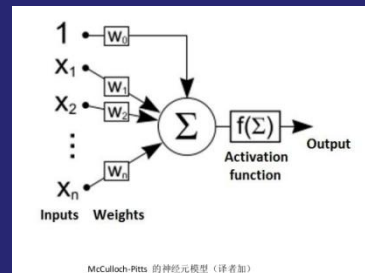 1 W₀
X₁ W₁
X₂ W₂
⋮
Xₙ Wₙ
Σ f(Σ) Output
Activation
function
Inputs Weights
McCulloch-Pitts 的神经元模型（译者加）